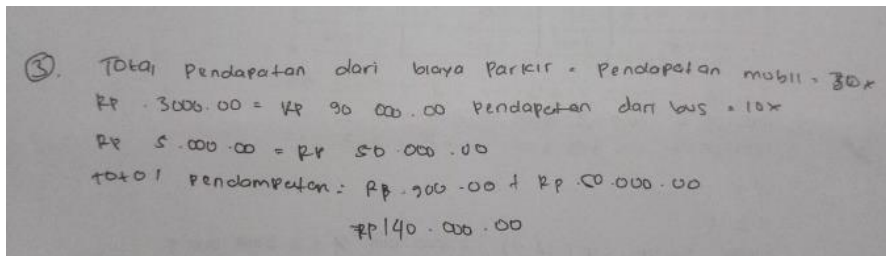 ③. Total pendapatan dari biaya parkir = Pendapatan mobil = 30x
RP . 3000.00 = RP 90 000.00 pendapatan dari bus = 10x
RP 5.000.00 = RP 50.000.00
total pendampatan = RP.900.00 + RP.50.000.00
RP140.000.00